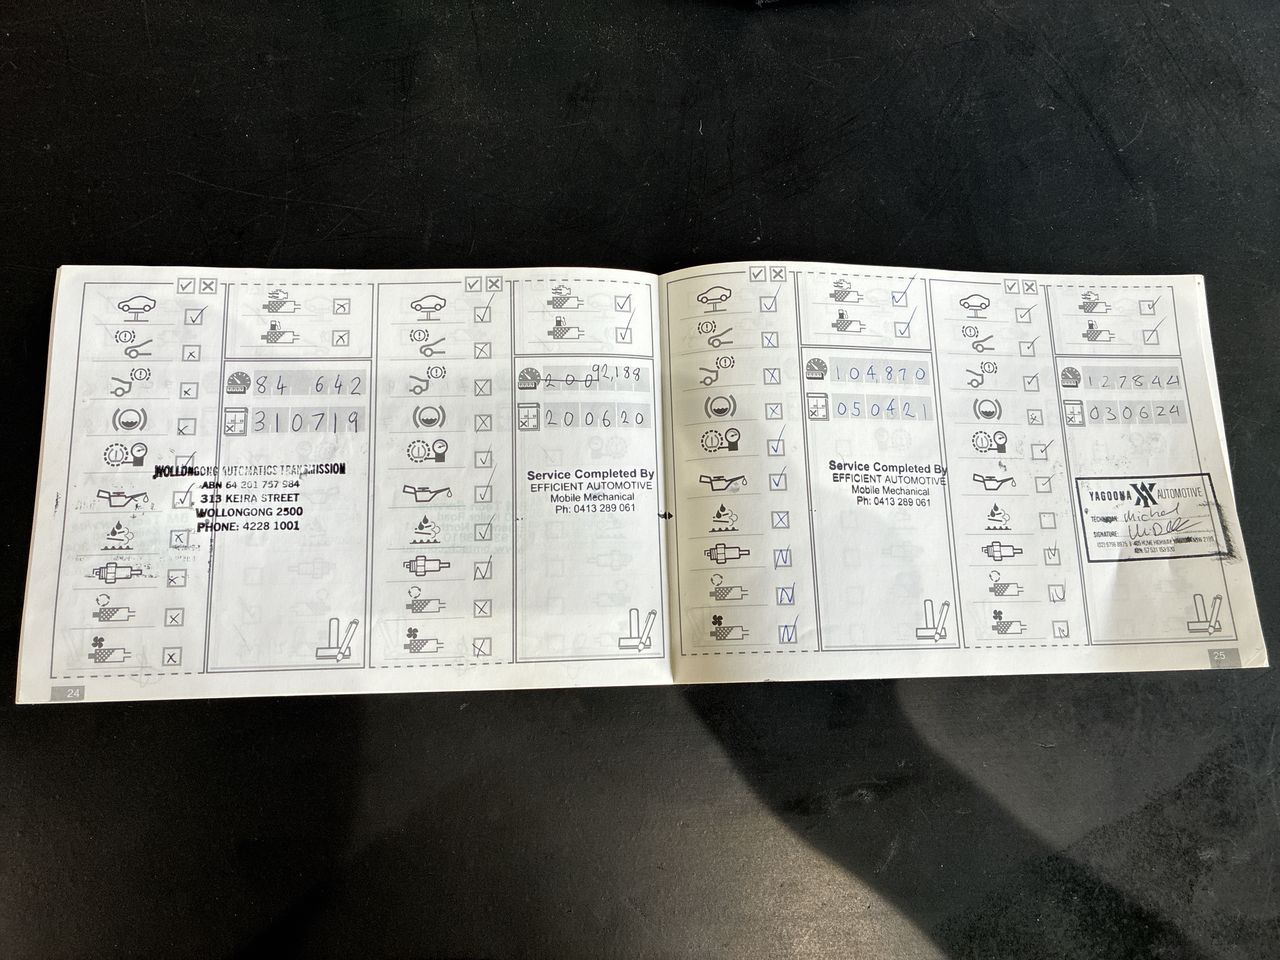 84 642
310719
WOLLONGONG AUTOMATICS TRANSMISSION
ABN 64 201 757 984
313 KEIRA STREET
WOLLONGONG 2500
PHONE: 4228 1001
24
200 92,188
200620
Service Completed By
EFFICIENT AUTOMOTIVE
Mobile Mechanical
Ph: 0413 289 061
104870
050421
Service Completed By
EFFICIENT AUTOMOTIVE
Mobile Mechanical
Ph: 0413 289 061
N
N
N
127844
030624
YAGOONA AUTOMOTIVE
TECHNICIAN: Michael
SIGNATURE:
25